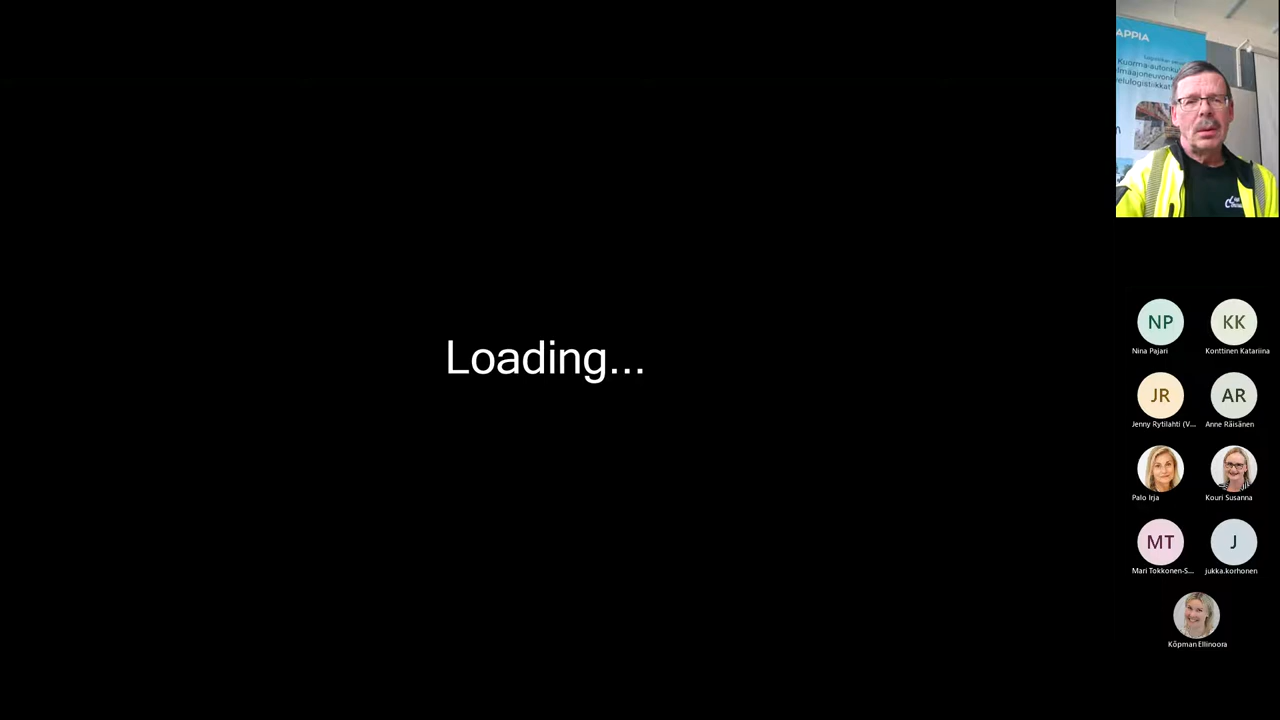 APPIA
Kuorma-autonku
Loading...
NP
KK
Nina Pajari
Konttinen Katariina
JR
AR
Jenny Rytilahti (V...
Anne Räisänen
Palo Irja
Kouri Susanna
MT
J
Mari Tokkonen-S...
jukka.korhonen
Köpman Ellinoora